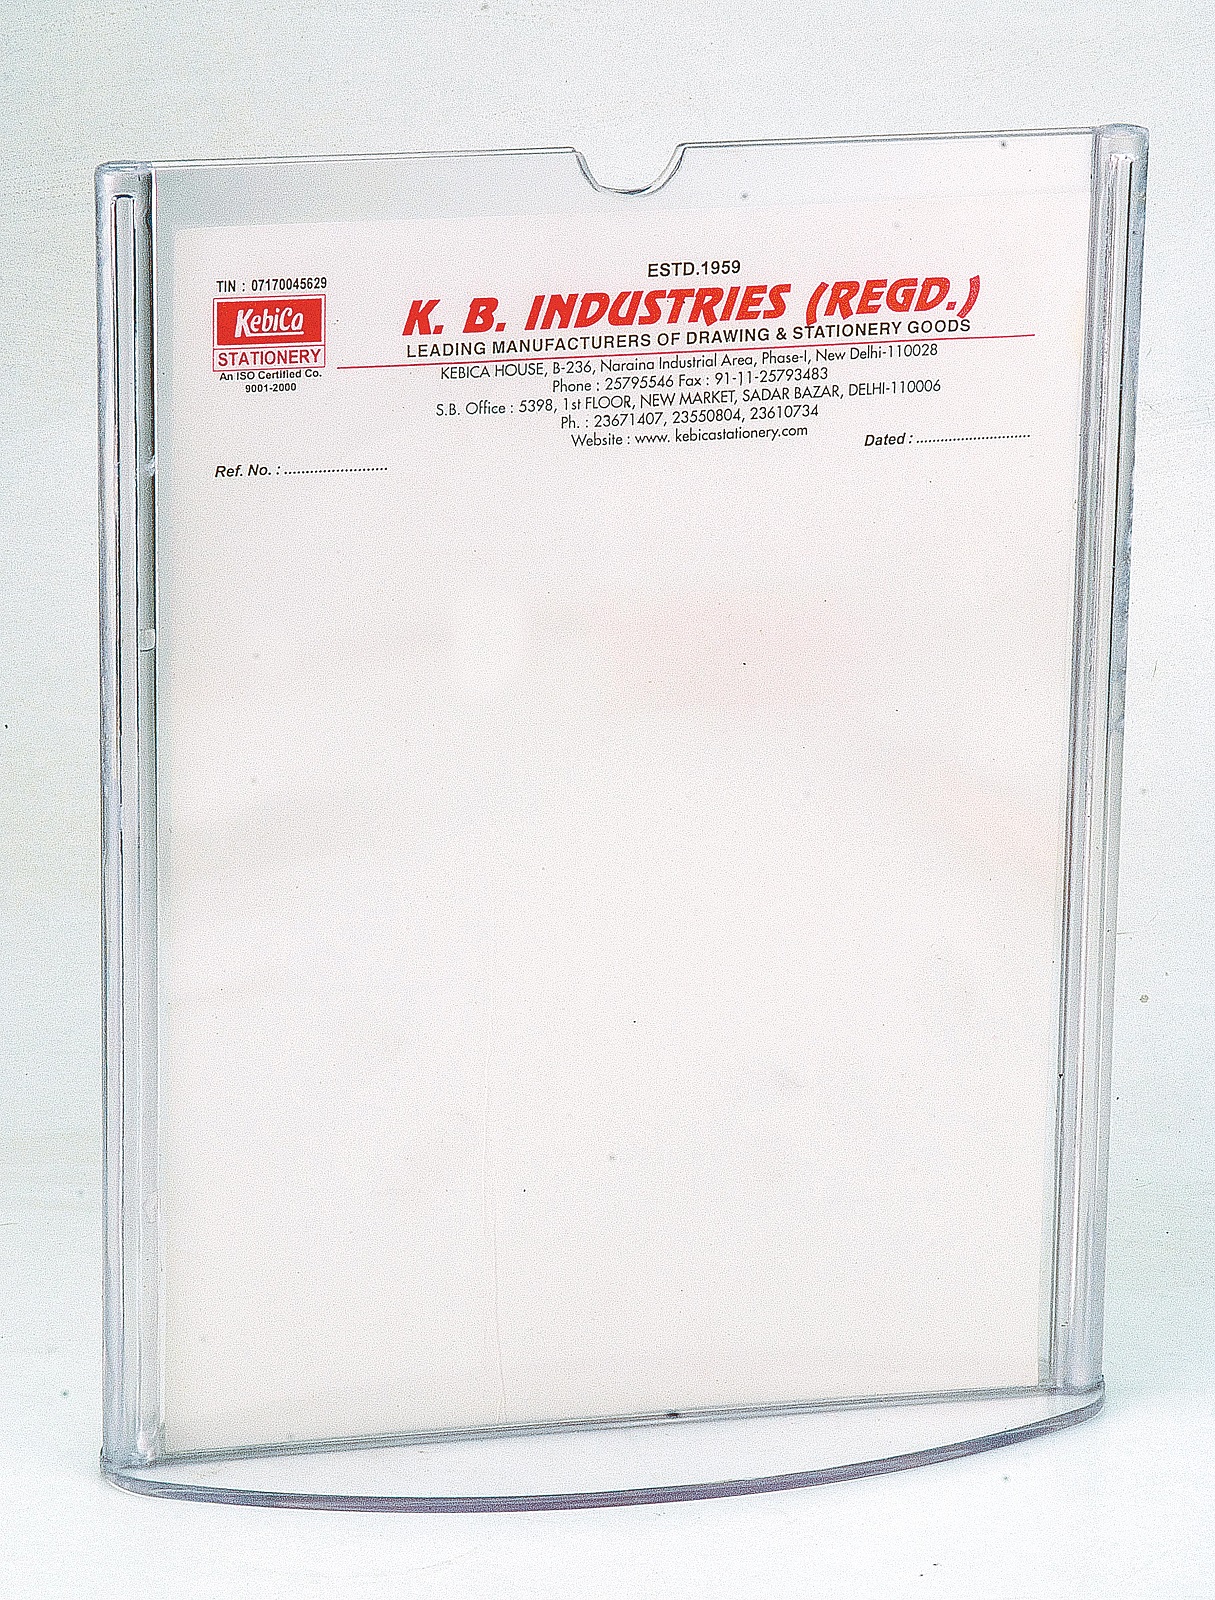 TIN : 07170045629
KebiCa
STATIONERY
An ISO Certified Co.
9001-2000
ESTD.1959
K. B. INDUSTRIES (REGD.)
LEADING MANUFACTURERS OF DRAWING & STATIONERY GOODS
KEBICA HOUSE, B-236, Naraina Industrial Area, Phase-I, New Delhi-110028
Phone : 25795546 Fax : 91-11-25793483
S.B. Office : 5398, 1st FLOOR, NEW MARKET, SADAR BAZAR, DELHI-110006
Ph. : 23671407, 23550804, 23610734
Website : www. kebicastationery.com
Dated : ...........................
Ref. No. : ........................